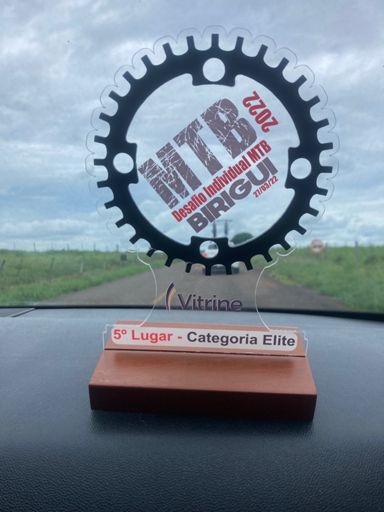 MTB
2022
Desafio Individual MTB
BIRIGUI
27/03/22
Vitrine
5º Lugar - Categoria Elite